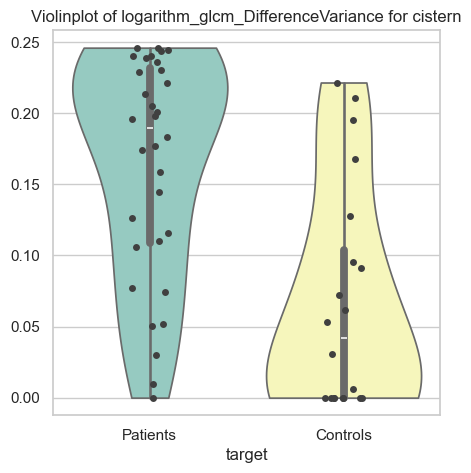 Violinplot of logarithm_glcm_DifferenceVariance for cistern
0.25
0.20
0.15
0.10
0.05
0.00
Patients
Controls
target